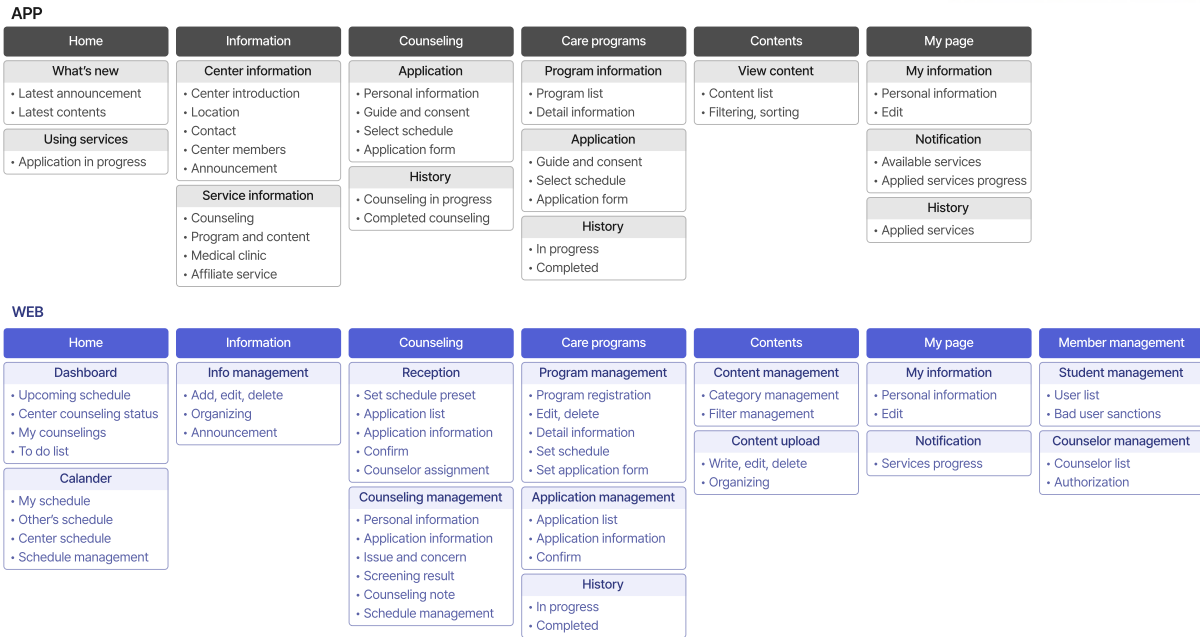 APP
Home
What's new
• Latest announcement
• Latest contents
Using services
• Application in progress
Information
Center information
• Center introduction
• Location
• Contact
• Center members
• Announcement
Service information
• Counseling
• Program and content
• Medical clinic
• Affiliate service
Counseling
Application
• Personal information
• Guide and consent
• Select schedule
• Application form
History
• Counseling in progress
• Completed counseling
Care programs
Program information
• Program list
• Detail information
Application
• Guide and consent
• Select schedule
• Application form
History
• In progress
• Completed
Contents
View content
• Content list
• Filtering, sorting
My page
My information
• Personal information
• Edit
Notification
• Available services
• Applied services progress
History
• Applied services
WEB
Home
Dashboard
• Upcoming schedule
• Center counseling status
• My counselings
• To do list
Calander
• My schedule
• Other's schedule
• Center schedule
• Schedule management
Information
Info management
• Add, edit, delete
• Organizing
• Announcement
Counseling
Reception
• Set schedule preset
• Application list
• Application information
• Confirm
• Counselor assignment
Counseling management
• Personal information
• Application information
• Issue and concern
• Screening result
• Counseling note
• Schedule management
Care programs
Program management
• Program registration
• Edit, delete
• Detail information
• Set schedule
• Set application form
Application management
• Application list
• Application information
• Confirm
History
• In progress
• Completed
Contents
Content management
• Category management
• Filter management
Content upload
• Write, edit, delete
• Organizing
My page
My information
• Personal information
• Edit
Notification
• Services progress
Member management
Student management
• User list
• Bad user sanctions
Counselor management
• Counselor list
• Authorization